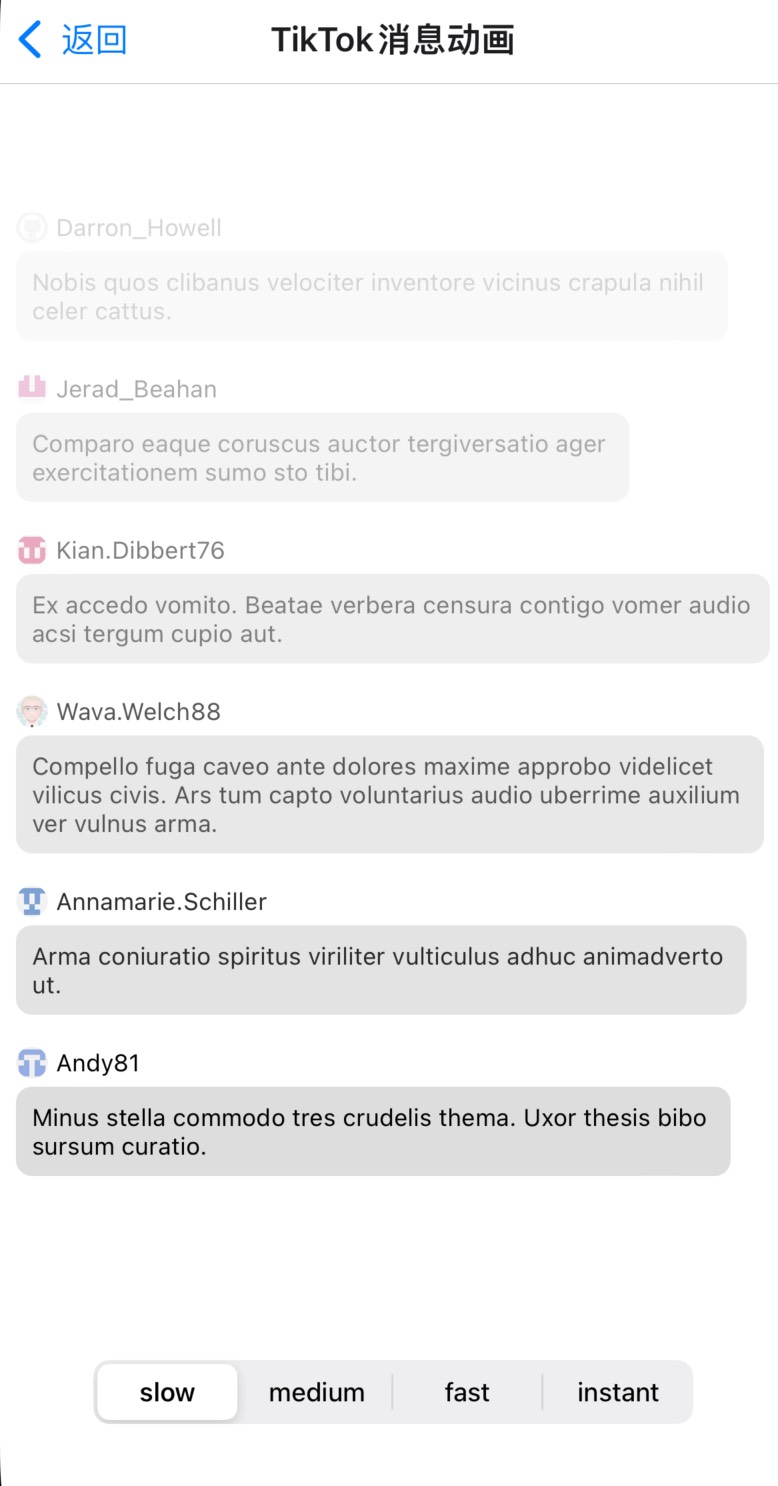 返回
TikTok消息动画
Darron_Howell
Nobis quos clibanus velociter inventore vicinus crapula nihil
celer cattus.
Jerad_Beahan
Comparo eaque coruscus auctor tergiversatio ager
exercitationem sumo sto tibi.
Kian.Dibbert76
Ex accedo vomito. Beatae verbera censura contigo vomer audio
acsi tergum cupio aut.
Wava.Welch88
Compello fuga caveo ante dolores maxime approbo videlicet
vilicus civis. Ars tum capto voluntarius audio uberrime auxilium
ver vulnus arma.
Annamarie.Schiller
Arma coniuratio spiritus viriliter vulticulus adhuc animadverto
ut.
Andy81
Minus stella commodo tres crudelis thema. Uxor thesis bibo
sursum curatio.
slow medium fast instant